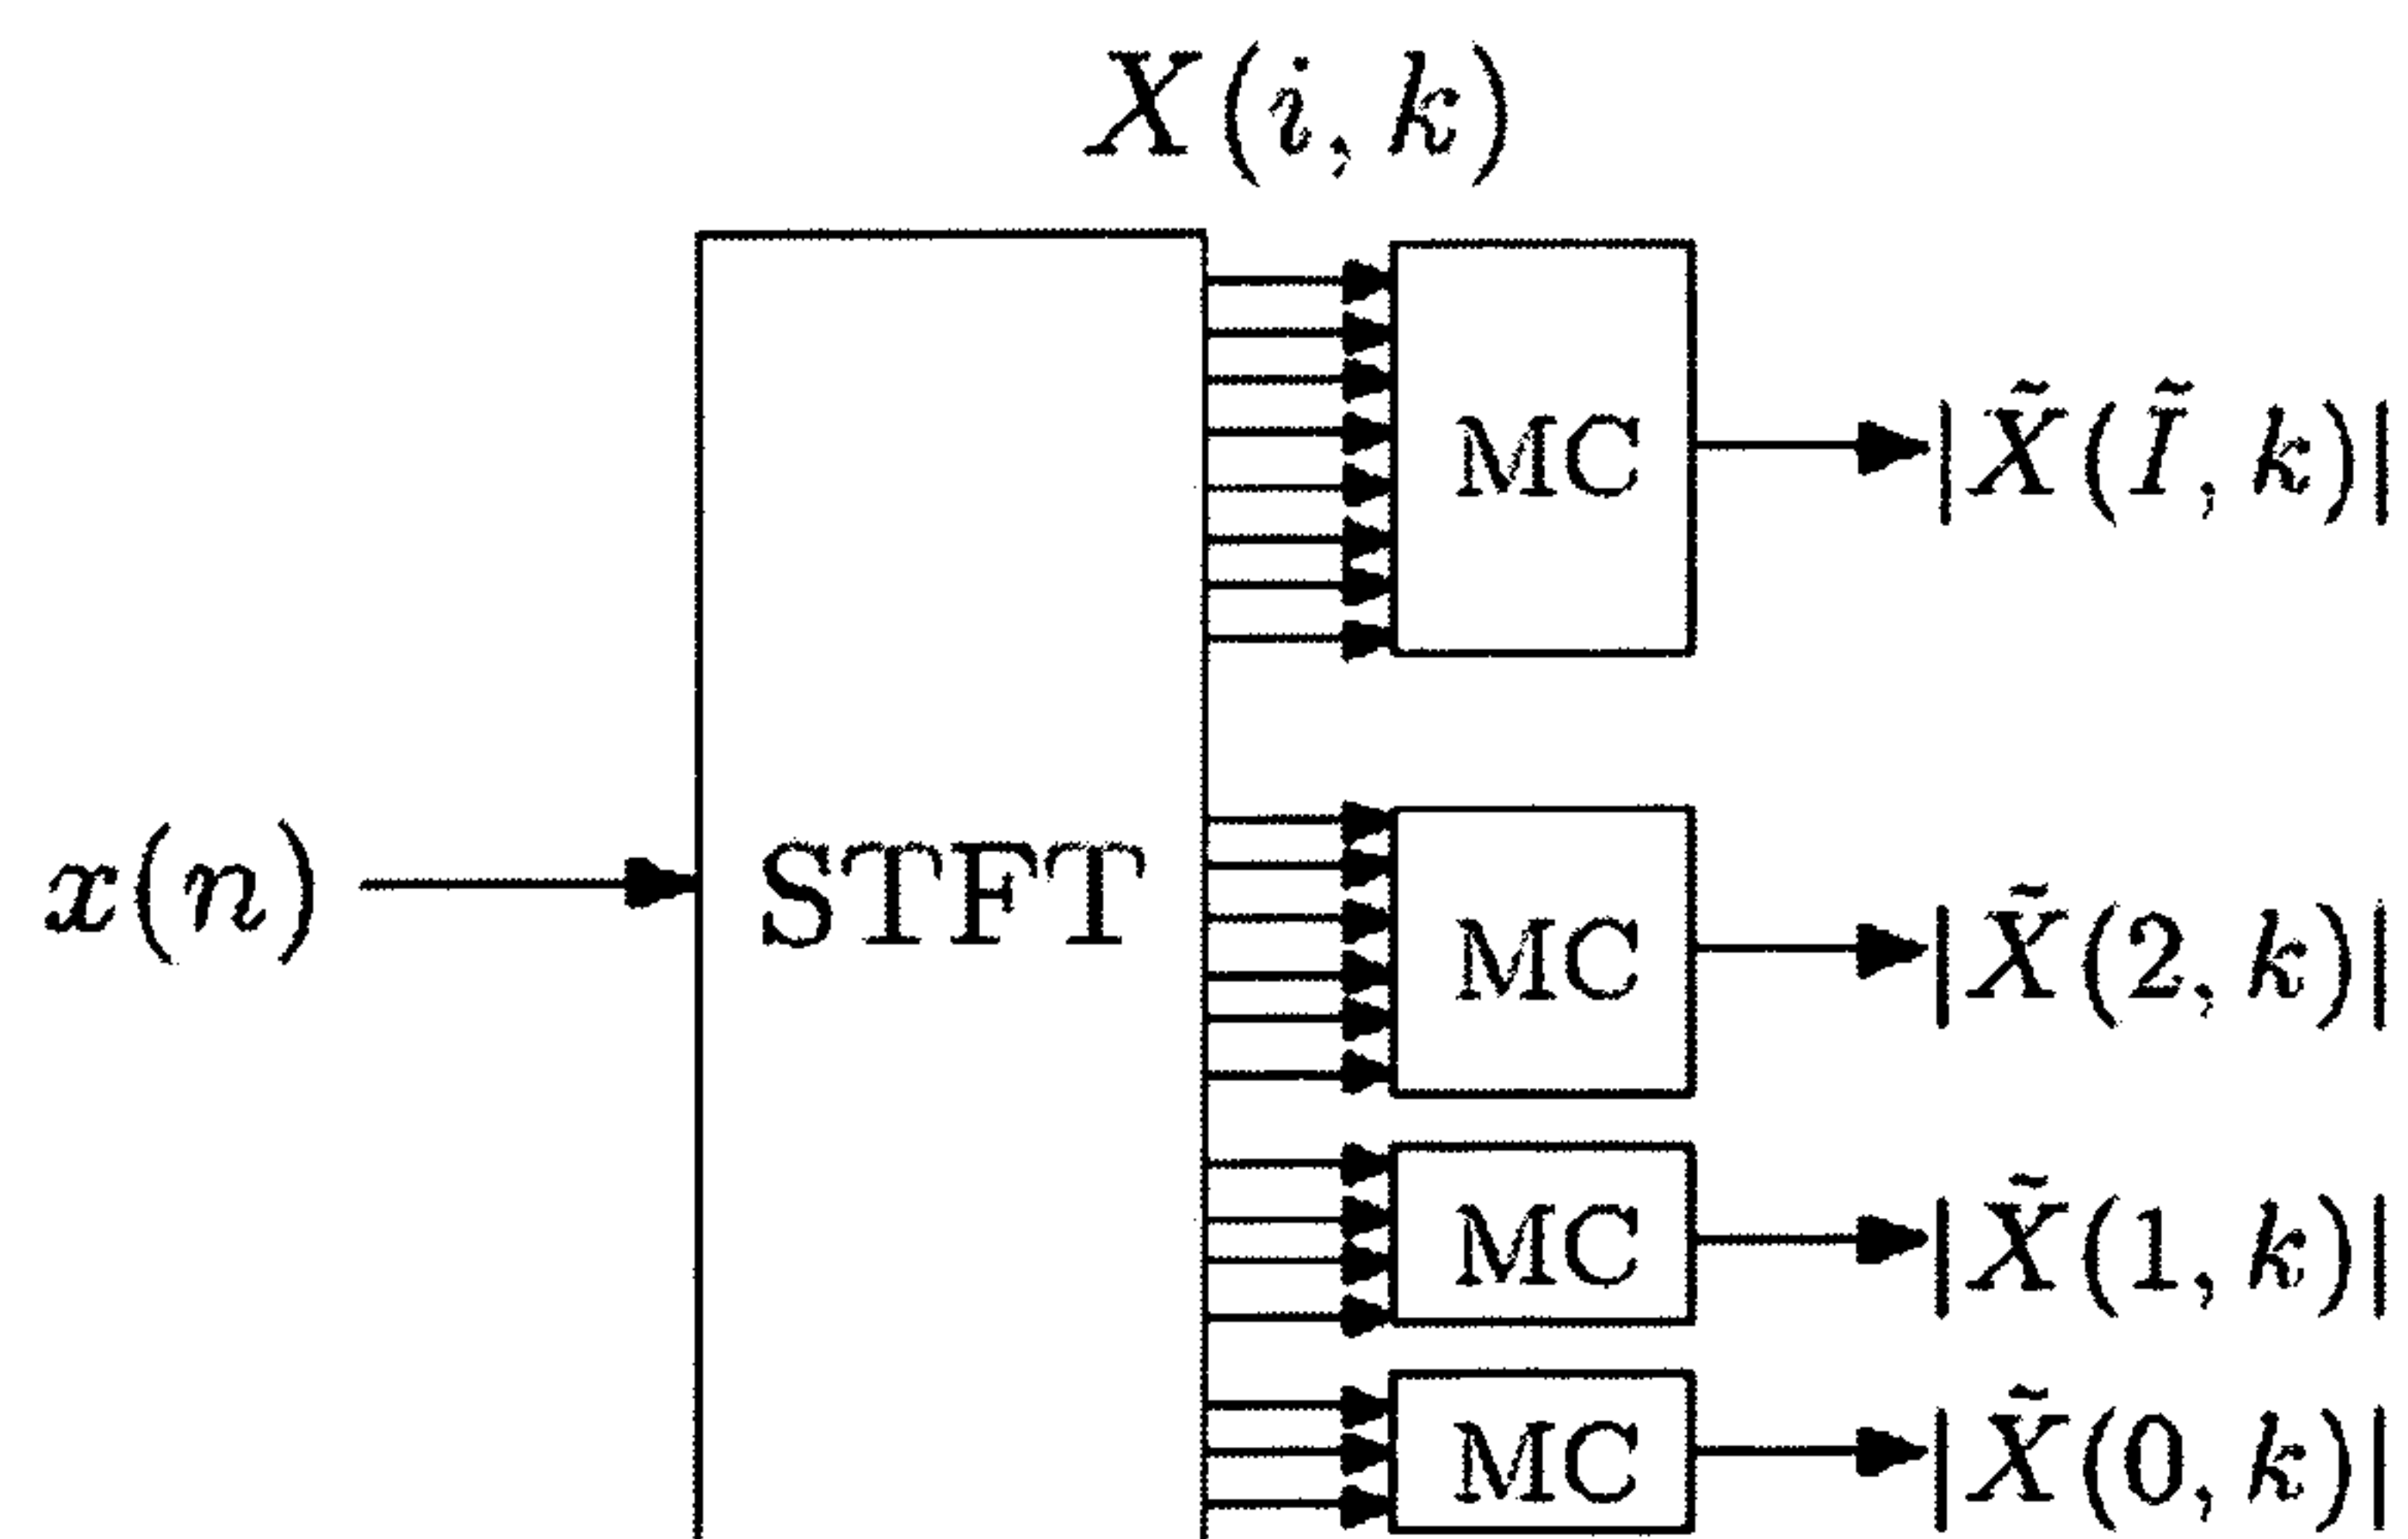 X(i, k)
MC |X̃(Ĩ, k)|
x(n) STFT MC |X̃(2, k)|
MC |X̃(1, k)|
MC |X̃(0, k)|